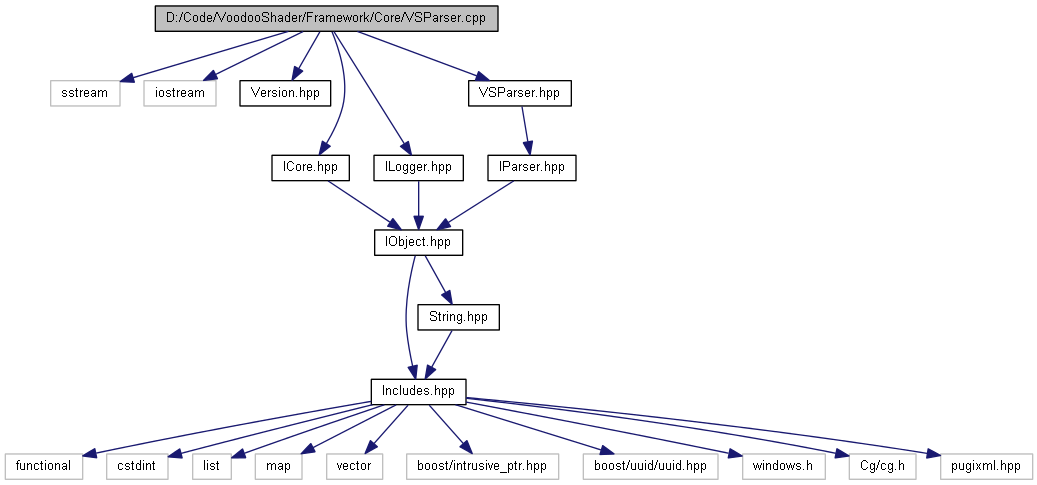 D:/Code/VoodooShader/Framework/Core/VSParser.cpp
sstream
iostream
Version.hpp
VSParser.hpp
ICore.hpp
ILogger.hpp
IParser.hpp
IObject.hpp
String.hpp
Includes.hpp
functional
cstdint
list
map
vector
boost/intrusive_ptr.hpp
boost/uuid/uuid.hpp
windows.h
Cg/cg.h
pugixml.hpp